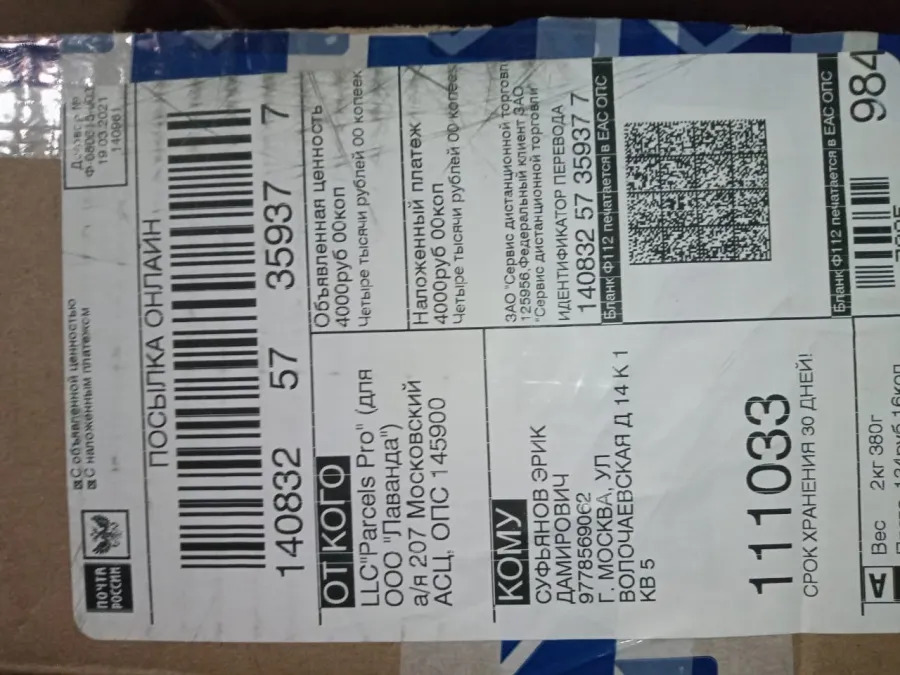 ПОЧТА
РОССИИ
С объявленной ценностью
С наложенным платежом
19.03.2021
140961
ПОСЫЛКА ОНЛАЙН
140832 57 35937 7
ОТ КОГО
LLC"Parcels Pro" (для
ООО "Лаванда")
а/я 207 Московский
АСЦ, ОПС 145900
Объявленная ценность
4000руб 00коп
Четыре тысячи рублей 00 копеек
Наложенный платеж
4000руб 00коп
Четыре тысячи рублей 00 копеек
КОМУ
СУФЬЯНОВ ЭРИК
ДАМИРОВИЧ
9778569062
Г. МОСКВА, УЛ
ВОЛОЧАЕВСКАЯ Д 14 К 1
КВ 5
111033
СРОК ХРАНЕНИЯ 30 ДНЕЙ!
ЗАО "Сервис дистанционной торговл
125956,Федеральный клиент ЗАО
"Сервис дистанционной торговли"
ИДЕНТИФИКАТОР ПЕРЕВОДА
140832 57 35937 7
Бланк Ф112 печатается в ЕАС ОПС
Бланк Ф112 печатается в ЕАС ОПС
984
А
Вес 2кг 380г